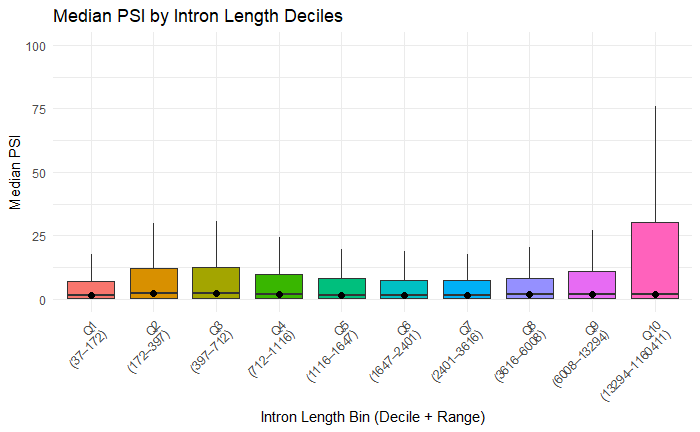 Median PSI by Intron Length Deciles
Median PSI
100
75
50
25
0
Q1
(37–172)
Q2
(172–397)
Q3
(397–712)
Q4
(712–1116)
Q5
(1116–1647)
Q6
(1647–2401)
Q7
(2401–3616)
Q8
(3616–6008)
Q9
(6008–13294)
Q10
(13294–1160411)
Intron Length Bin (Decile + Range)